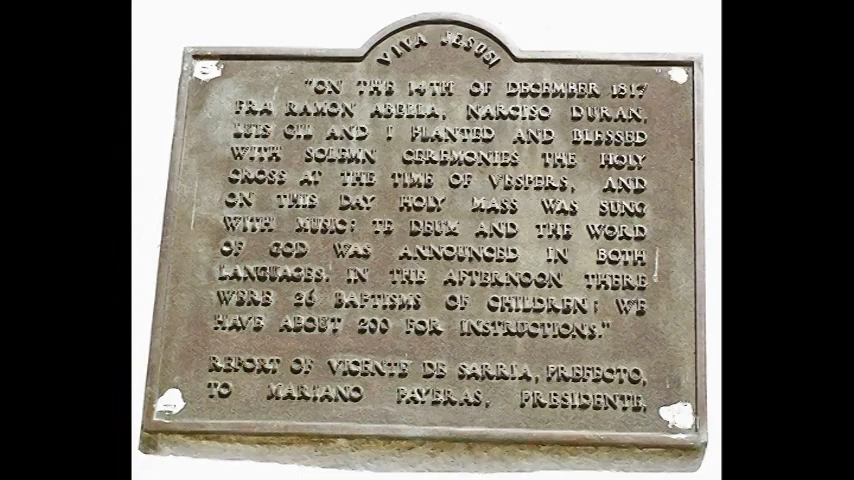 VIVA JESUS!
"ON THE 14TH OF DECEMBER 1817
FRA RAMON ABELLA, NARCISO DURAN,
LUIS GIL AND I PLANTED AND BLESSED
WITH SOLEMN CEREMONIES THE HOLY
CROSS AT THE TIME OF VESPERS, AND
ON THIS DAY HOLY MASS WAS SUNG
WITH MUSIC: TE DEUM AND THE WORD
OF GOD WAS ANNOUNCED IN BOTH
LANGUAGES. IN THE AFTERNOON THERE
WERE 26 BAPTISMS OF CHILDREN; WE
HAVE ABOUT 200 FOR INSTRUCTIONS."
REPORT OF VICENTE DE SARRIA, PREFECTO,
TO MARIANO PAYERAS, PRESIDENTE.